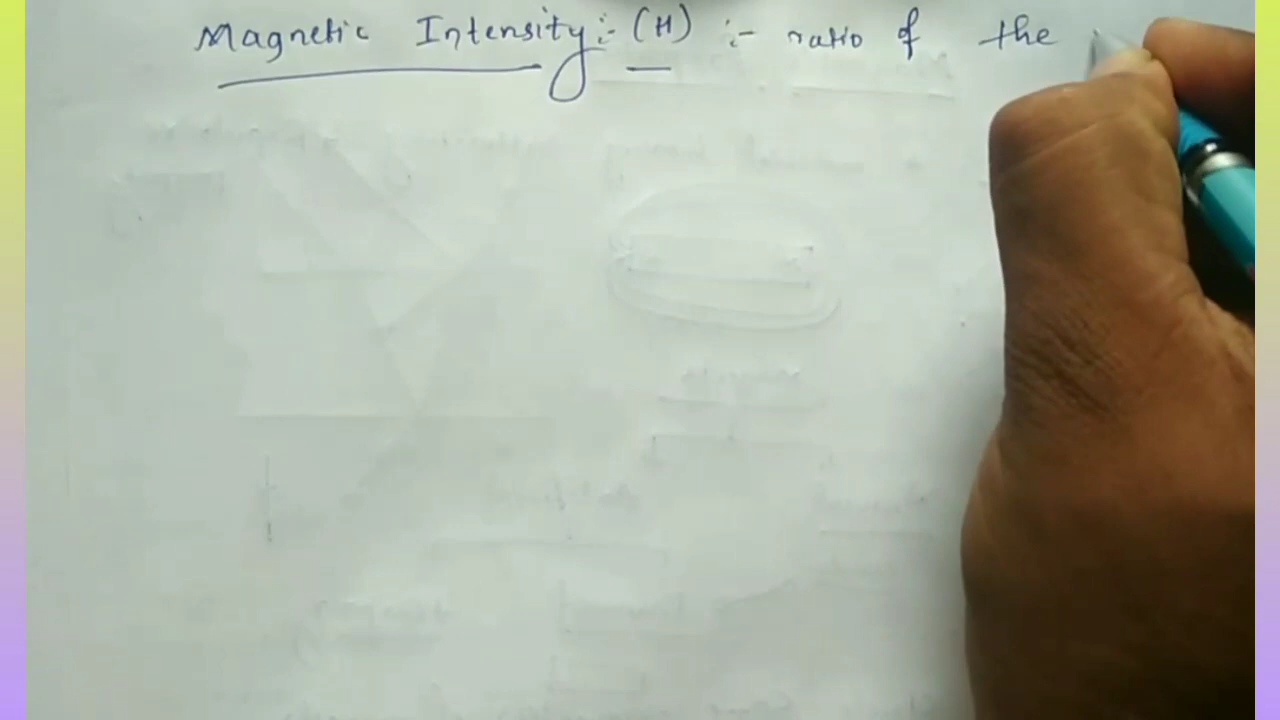 Magnetic Intensity :- (H) :- ratio of the